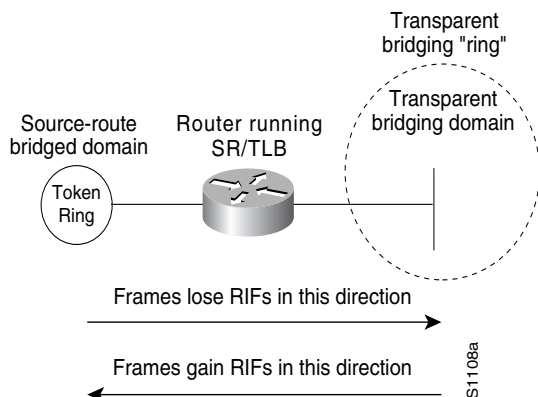 Transparent
bridging "ring"
Transparent
bridging domain
Source-route
bridged domain
Router running
SR/TLB
Token
Ring
Frames lose RIFs in this direction
Frames gain RIFs in this direction
S1108a